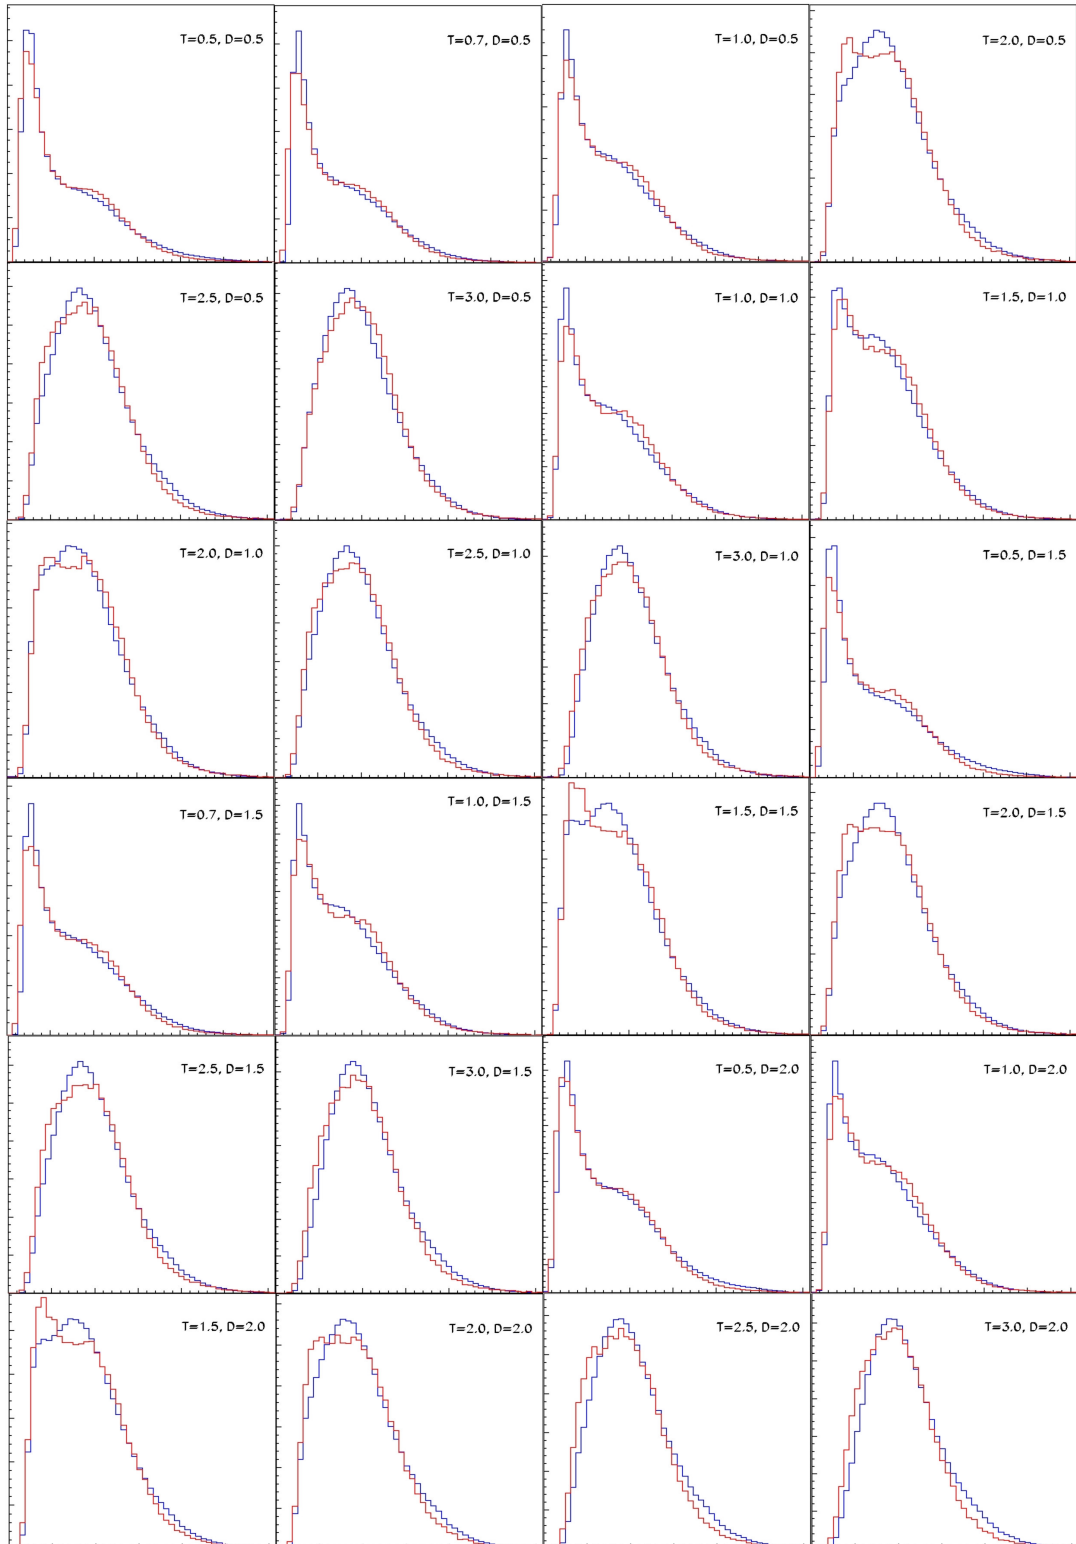 T=0.5, D=0.5
T=0.7, D=0.5
T=1.0, D=0.5
T=2.0, D=0.5
T=2.5, D=0.5
T=3.0, D=0.5
T=1.0, D=1.0
T=1.5, D=1.0
T=2.0, D=1.0
T=2.5, D=1.0
T=3.0, D=1.0
T=0.5, D=1.5
T=0.7, D=1.5
T=1.0, D=1.5
T=1.5, D=1.5
T=2.0, D=1.5
T=2.5, D=1.5
T=3.0, D=1.5
T=0.5, D=2.0
T=1.0, D=2.0
T=1.5, D=2.0
T=2.0, D=2.0
T=2.5, D=2.0
T=3.0, D=2.0